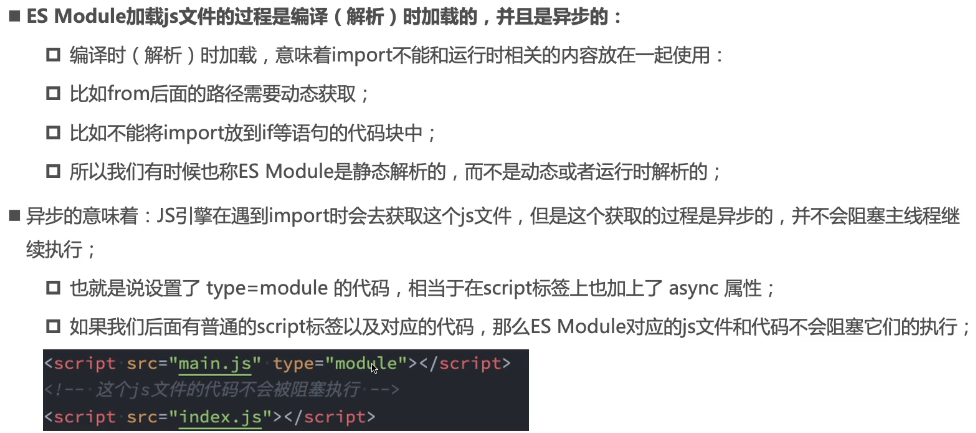 ES Module加载js文件的过程是编译（解析）时加载的，并且是异步的：
编译时（解析）时加载，意味着import不能和运行时相关的内容放在一起使用：
比如from后面的路径需要动态获取；
比如不能将import放到if等语句的代码块中；
所以我们有时候也称ES Module是静态解析的，而不是动态或者运行时解析的；
异步的意味着：JS引擎在遇到import时会去获取这个js文件，但是这个获取的过程是异步的，并不会阻塞主线程继
续执行；
也就是说设置了 type=module 的代码，相当于在script标签上也加上了 async 属性；
如果我们后面有普通的script标签以及对应的代码，那么ES Module对应的js文件和代码不会阻塞它们的执行；
<script src="main.js" type="module"></script>
<!-- 这个js文件的代码不会被阻塞执行 -->
<script src="index.js"></script>